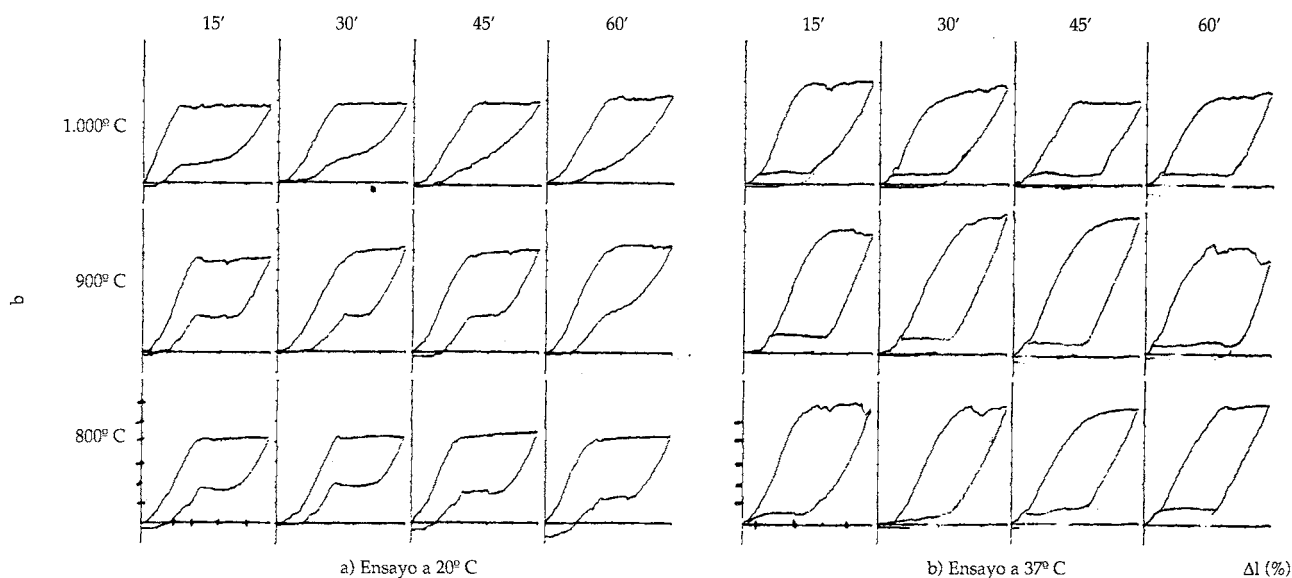 15' 30' 45' 60' 15' 30' 45' 60'
1.000º C
900º C
b
800º C
a) Ensayo a 20º C b) Ensayo a 37º C Δl (%)